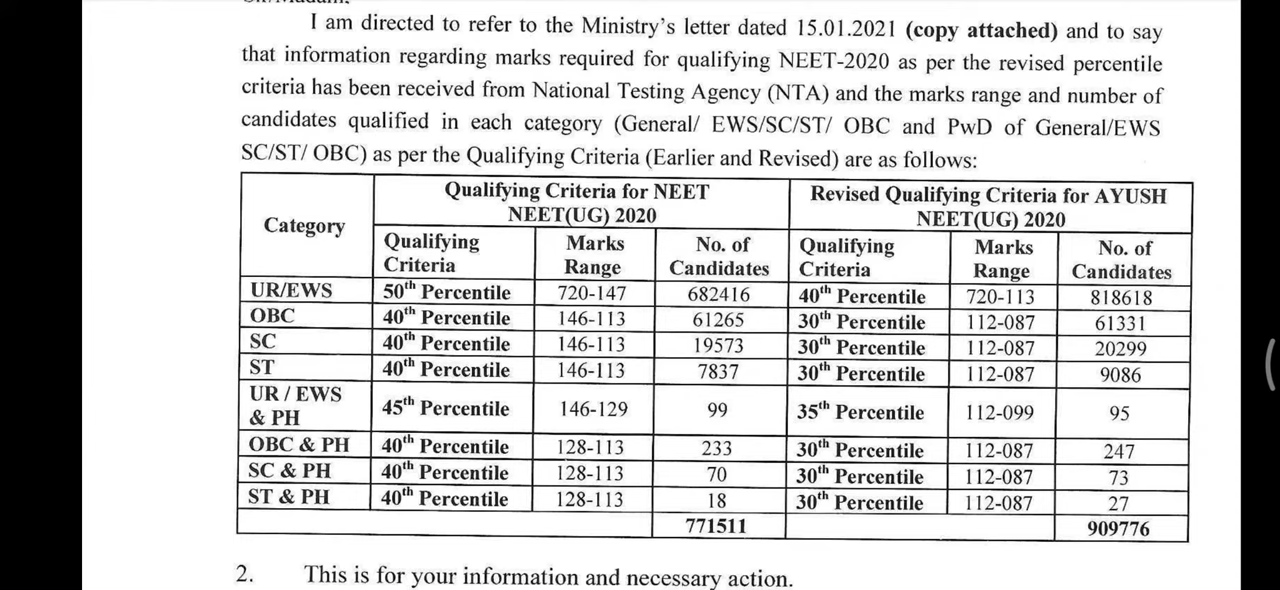 I am directed to refer to the Ministry's letter dated 15.01.2021 (copy attached) and to say
that information regarding marks required for qualifying NEET-2020 as per the revised percentile
criteria has been received from National Testing Agency (NTA) and the marks range and number of
candidates qualified in each category (General/ EWS/SC/ST/ OBC and PwD of General/EWS
SC/ST/ OBC) as per the Qualifying Criteria (Earlier and Revised) are as follows:
Category
Qualifying Criteria for NEET
NEET(UG) 2020
Revised Qualifying Criteria for AYUSH
NEET(UG) 2020
Qualifying Criteria Marks Range No. of Candidates Qualifying Criteria Marks Range No. of Candidates
UR/EWS 50th Percentile 720-147 682416 40th Percentile 720-113 818618
OBC 40th Percentile 146-113 61265 30th Percentile 112-087 61331
SC 40th Percentile 146-113 19573 30th Percentile 112-087 20299
ST 40th Percentile 146-113 7837 30th Percentile 112-087 9086
UR / EWS & PH 45th Percentile 146-129 99 35th Percentile 112-099 95
OBC & PH 40th Percentile 128-113 233 30th Percentile 112-087 247
SC & PH 40th Percentile 128-113 70 30th Percentile 112-087 73
ST & PH 40th Percentile 128-113 18 30th Percentile 112-087 27
771511 909776
2. This is for your information and necessary action.